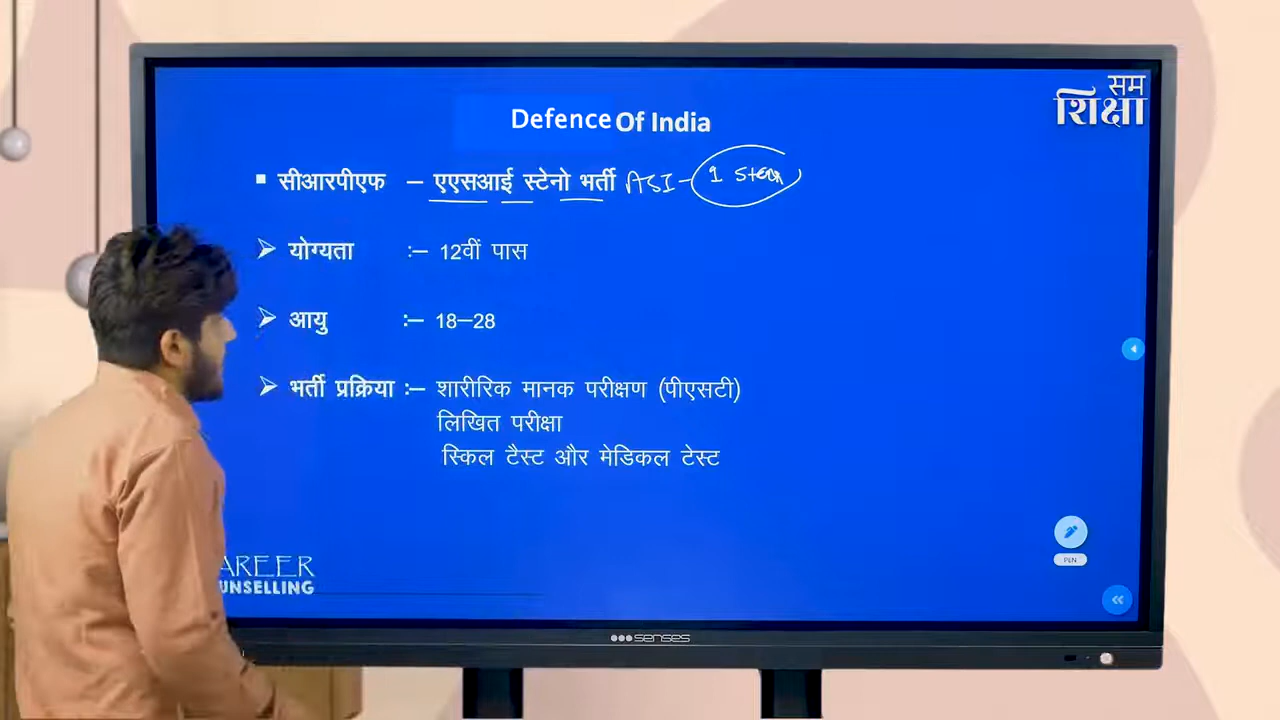 सम
शिक्षा
Defence Of India
▪ सीआरपीएफ – एएसआई स्टेनो भर्ती ASI - 1 star
➤ योग्यता :– 12वीं पास
➤ आयु :– 18–28
➤ भर्ती प्रक्रिया :– शारीरिक मानक परीक्षण (पीएसटी)
लिखित परीक्षा
स्किल टैस्ट और मेडिकल टेस्ट
PEN
AREER
UNSELLING
senses